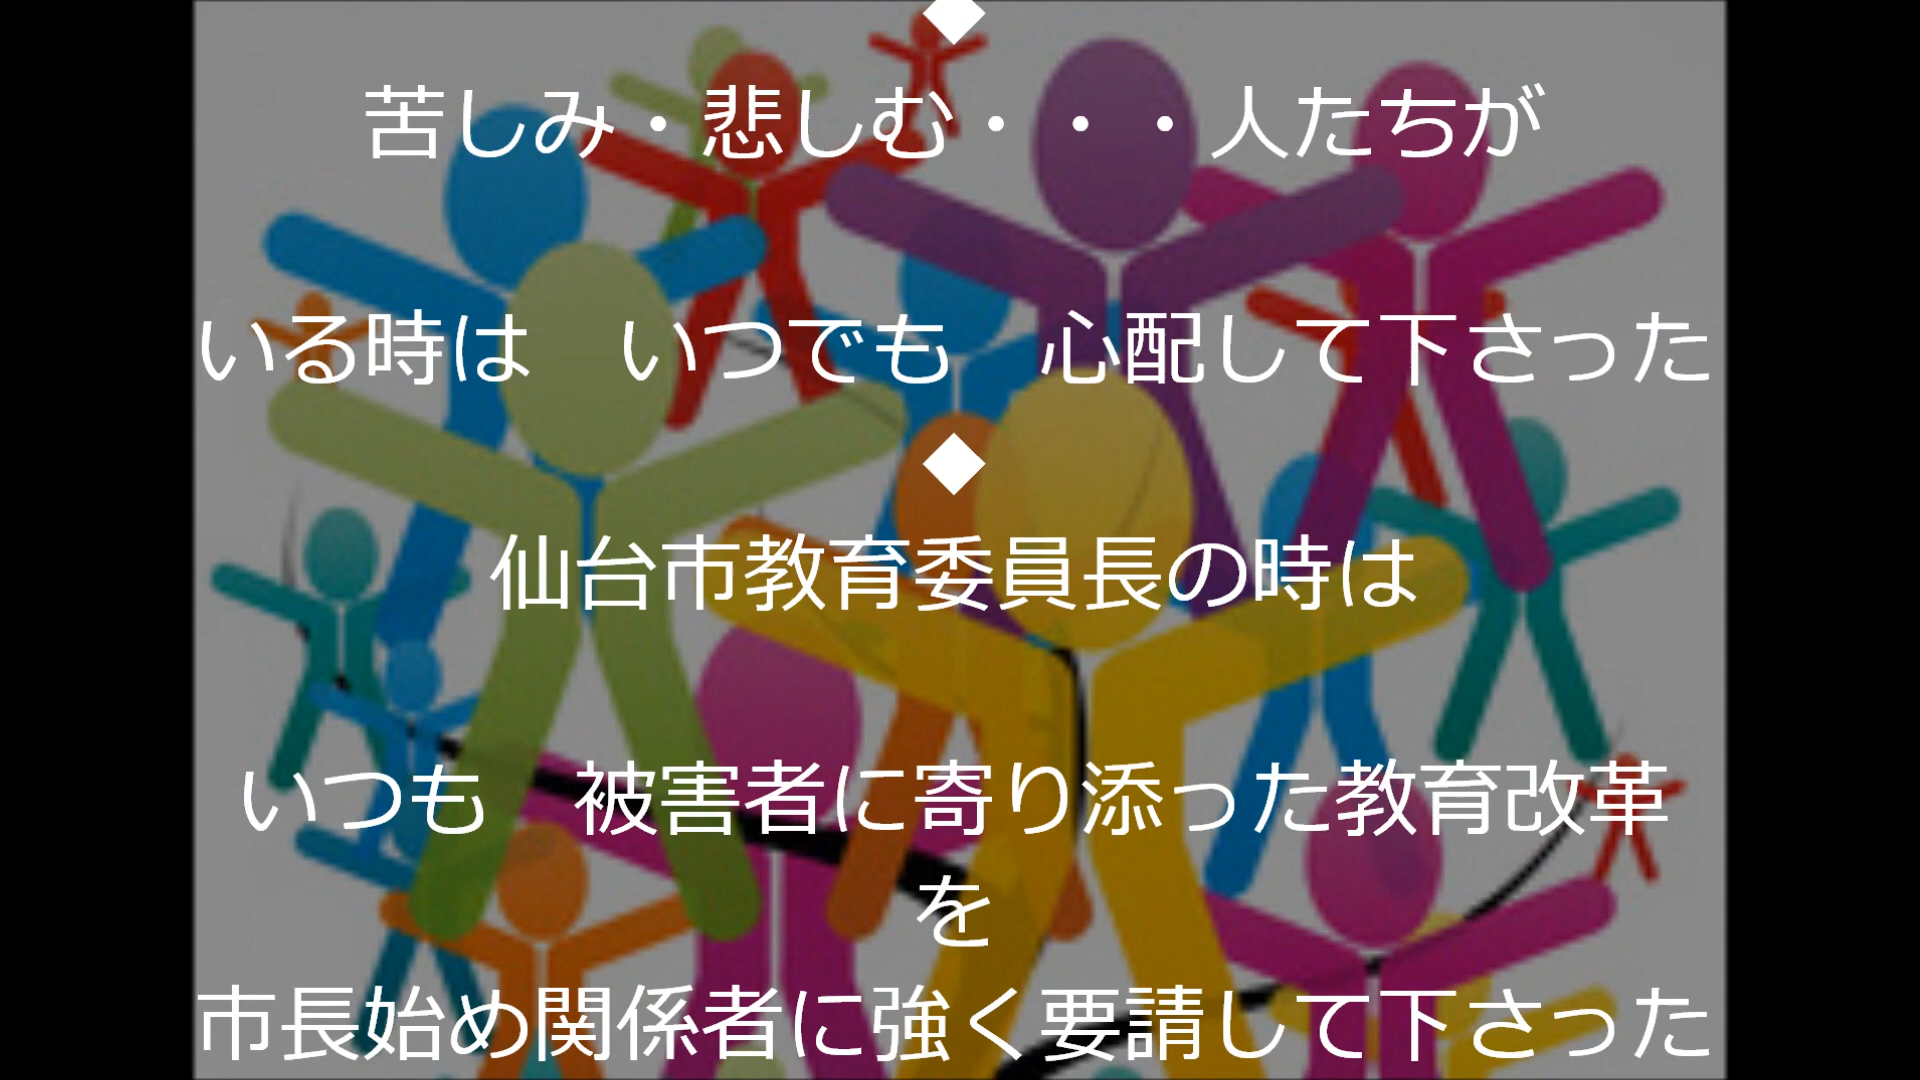 ◆
苦しみ・悲しむ・・・人たちが
いる時は　いつでも　心配して下さった
◆
仙台市教育委員長の時は
いつも　被害者に寄り添った教育改革
を
市長始め関係者に強く要請して下さった